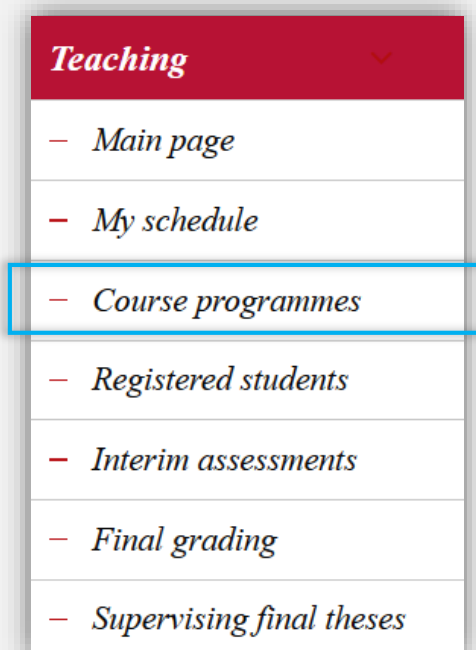 Teaching
– Main page
– My schedule
– Course programmes
– Registered students
– Interim assessments
– Final grading
– Supervising final theses